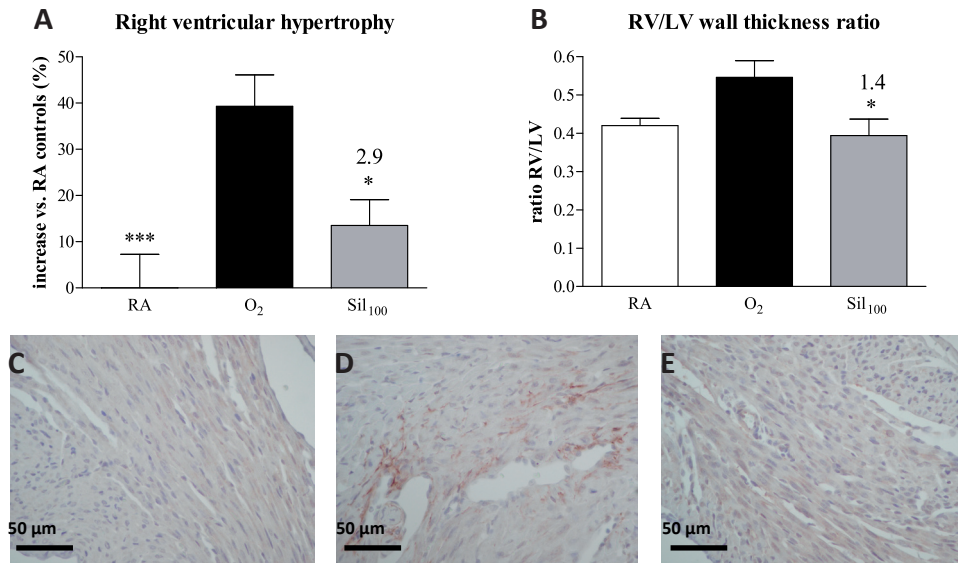 A
Right ventricular hypertrophy
increase vs. RA controls (%)
50
40
30
20
10
0
***
2.9
*
RA
O₂
Sil₁₀₀
B
RV/LV wall thickness ratio
ratio RV/LV
0.6
0.5
0.4
0.3
0.2
0.1
0.0
1.4
*
RA
O₂
Sil₁₀₀
C
50 µm
D
50 µm
E
50 µm